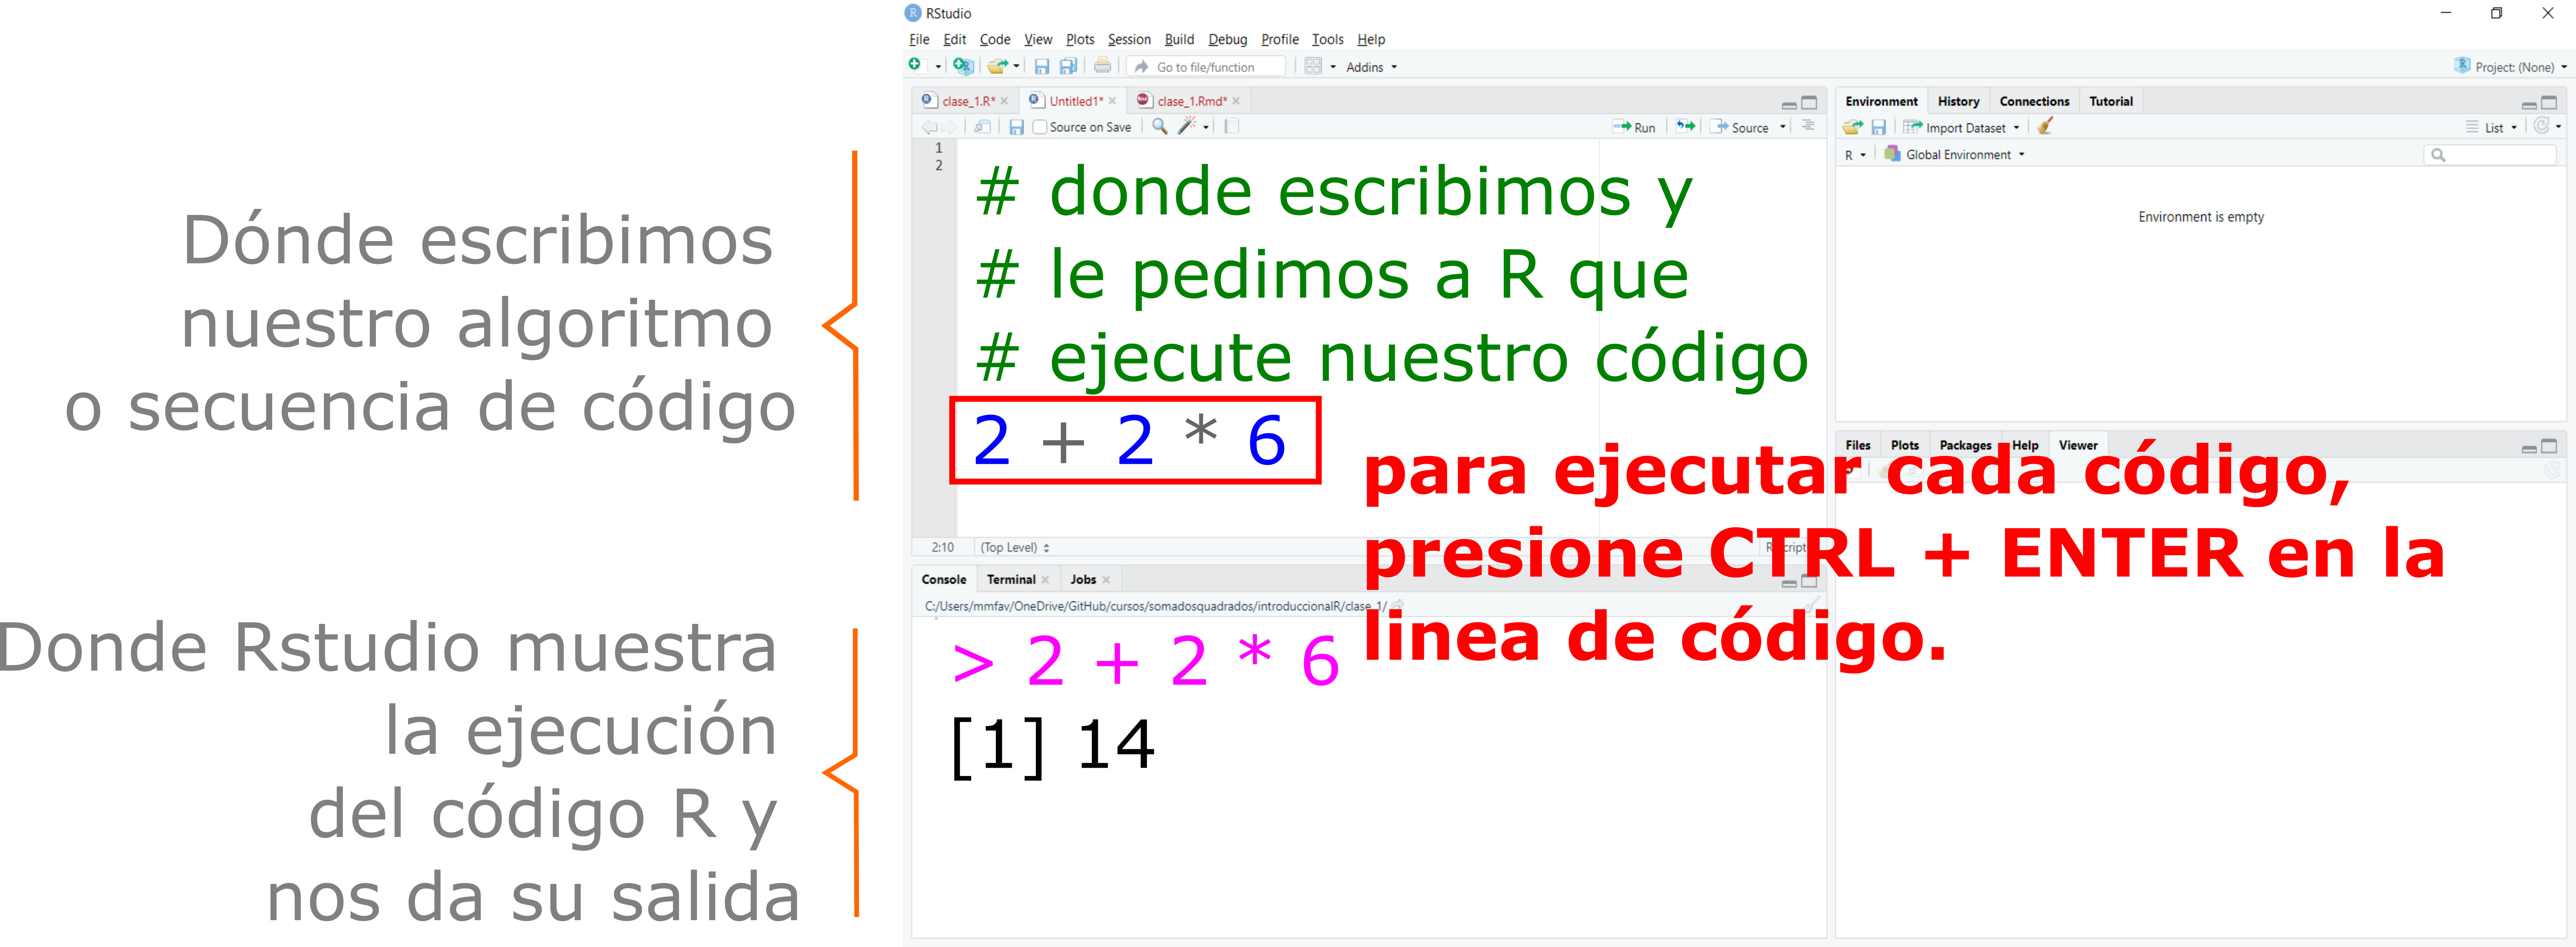 Dónde escribimos
nuestro algoritmo
o secuencia de código
Donde Rstudio muestra
la ejecución
del código R y
nos da su salida
RStudio
File Edit Code View Plots Session Build Debug Profile Tools Help
Go to file/function Addins
Project: (None)
clase_1.R* Untitled1* clase_1.Rmd*
Source on Save Run Source
1
2
# donde escribimos y
# le pedimos a R que
# ejecute nuestro código
2 + 2 * 6
2:10 (Top Level)
Console Terminal Jobs
C:/Users/mmfav/OneDrive/GitHub/cursos/somadosquadrados/introduccionalR/clase_1/
> 2 + 2 * 6
[1] 14
Environment History Connections Tutorial
Import Dataset List
R Global Environment
Environment is empty
Files Plots Packages Help Viewer
para ejecutar cada código,
presione CTRL + ENTER en la
linea de código.